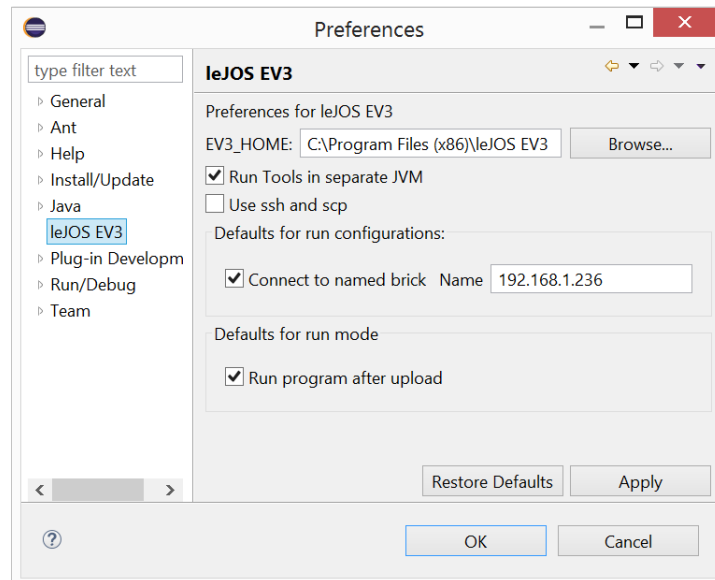 Preferences
type filter text
General
Ant
Help
Install/Update
Java
leJOS EV3
Plug-in Developm
Run/Debug
Team
leJOS EV3
Preferences for leJOS EV3
EV3_HOME: C:\Program Files (x86)\leJOS EV3 Browse...
Run Tools in separate JVM
Use ssh and scp
Defaults for run configurations:
Connect to named brick Name 192.168.1.236
Defaults for run mode
Run program after upload
Restore Defaults Apply
OK Cancel